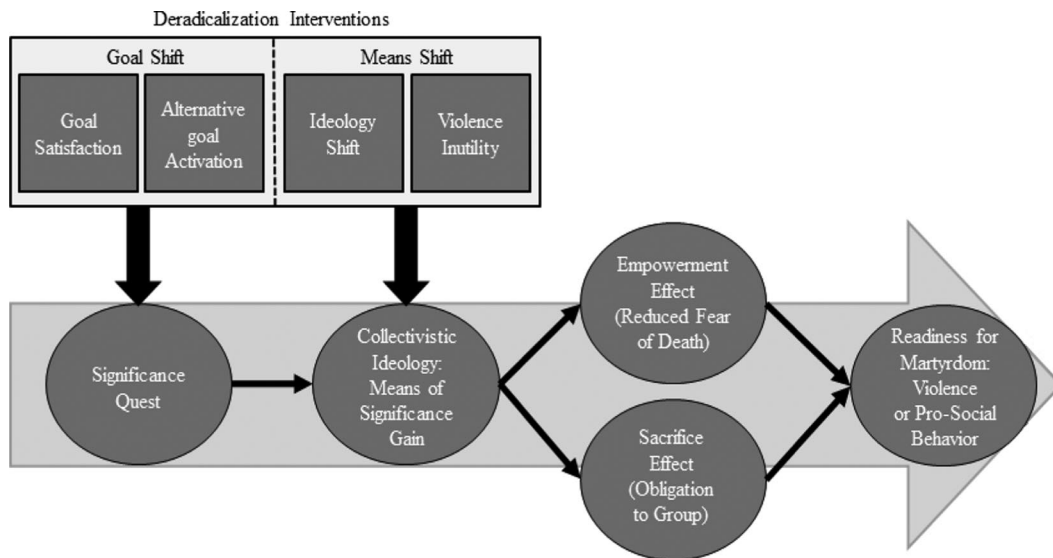 Deradicalization Interventions
Goal Shift
Means Shift
Goal
Satisfaction
Alternative
goal
Activation
Ideology
Shift
Violence
Inutility
Significance
Quest
Collectivistic
Ideology:
Means of
Significance
Gain
Empowerment
Effect
(Reduced Fear
of Death)
Sacrifice
Effect
(Obligation
to Group)
Readiness for
Martyrdom:
Violence
or Pro-Social
Behavior